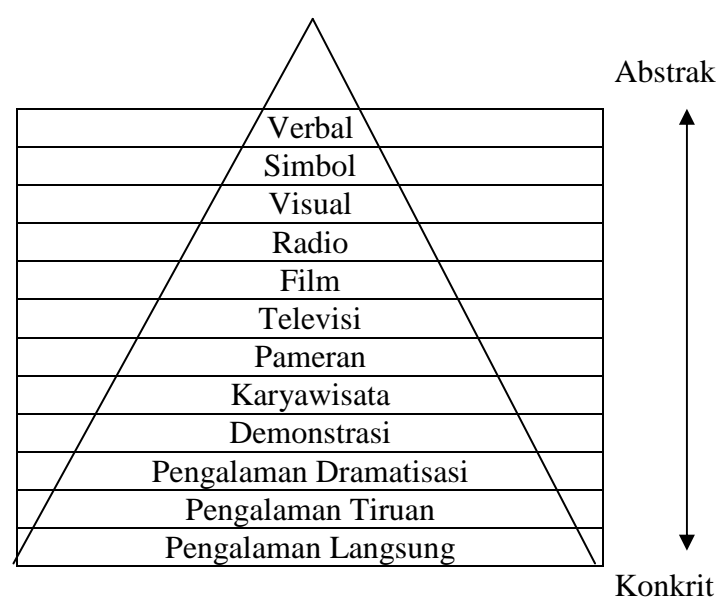 Abstrak
Verbal
Simbol
Visual
Radio
Film
Televisi
Pameran
Karyawisata
Demonstrasi
Pengalaman Dramatisasi
Pengalaman Tiruan
Pengalaman Langsung
Konkrit